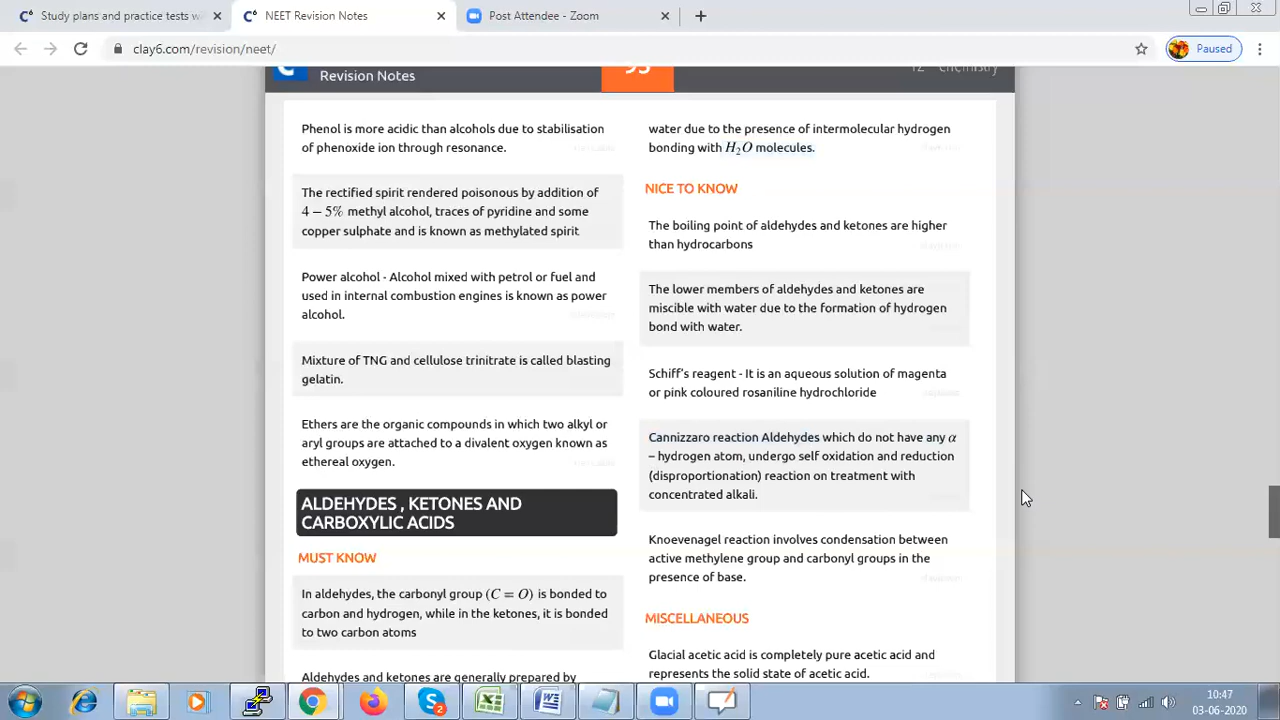 Study plans and practice tests wi
NEET Revision Notes
Post Attendee - Zoom
clay6.com/revision/neet/
Paused
Revision Notes
93
12 - Chemistry
Phenol is more acidic than alcohols due to stabilisation
of phenoxide ion through resonance.
The rectified spirit rendered poisonous by addition of
4 – 5% methyl alcohol, traces of pyridine and some
copper sulphate and is known as methylated spirit
Power alcohol - Alcohol mixed with petrol or fuel and
used in internal combustion engines is known as power
alcohol.
Mixture of TNG and cellulose trinitrate is called blasting
gelatin.
Ethers are the organic compounds in which two alkyl or
aryl groups are attached to a divalent oxygen known as
ethereal oxygen.
ALDEHYDES , KETONES AND
CARBOXYLIC ACIDS
MUST KNOW
In aldehydes, the carbonyl group (C = O) is bonded to
carbon and hydrogen, while in the ketones, it is bonded
to two carbon atoms
Aldehydes and ketones are generally prepared by
water due to the presence of intermolecular hydrogen
bonding with H₂O molecules.
NICE TO KNOW
The boiling point of aldehydes and ketones are higher
than hydrocarbons
The lower members of aldehydes and ketones are
miscible with water due to the formation of hydrogen
bond with water.
Schiff's reagent - It is an aqueous solution of magenta
or pink coloured rosaniline hydrochloride
Cannizzaro reaction Aldehydes which do not have any α
– hydrogen atom, undergo self oxidation and reduction
(disproportionation) reaction on treatment with
concentrated alkali.
Knoevenagel reaction involves condensation between
active methylene group and carbonyl groups in the
presence of base.
MISCELLANEOUS
Glacial acetic acid is completely pure acetic acid and
represents the solid state of acetic acid.
2
10:47
03-06-2020